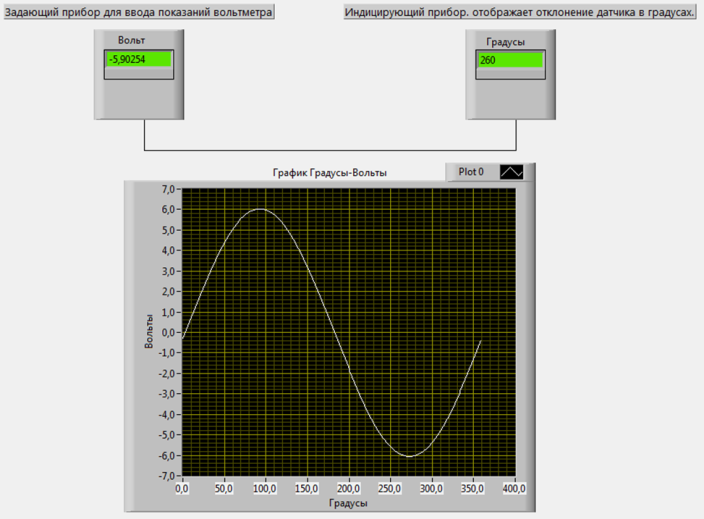 Задающий прибор для ввода показаний вольтметра
Индицирующий прибор. отображает отклонение датчика в градусах.
Вольт
-5,90254
Градусы
260
График Градусы-Вольты
Plot 0
7,0
6,0
5,0
4,0
3,0
2,0
1,0
0,0
-1,0
-2,0
-3,0
-4,0
-5,0
-6,0
-7,0
Вольты
0,0 50,0 100,0 150,0 200,0 250,0 300,0 350,0 400,0
Градусы